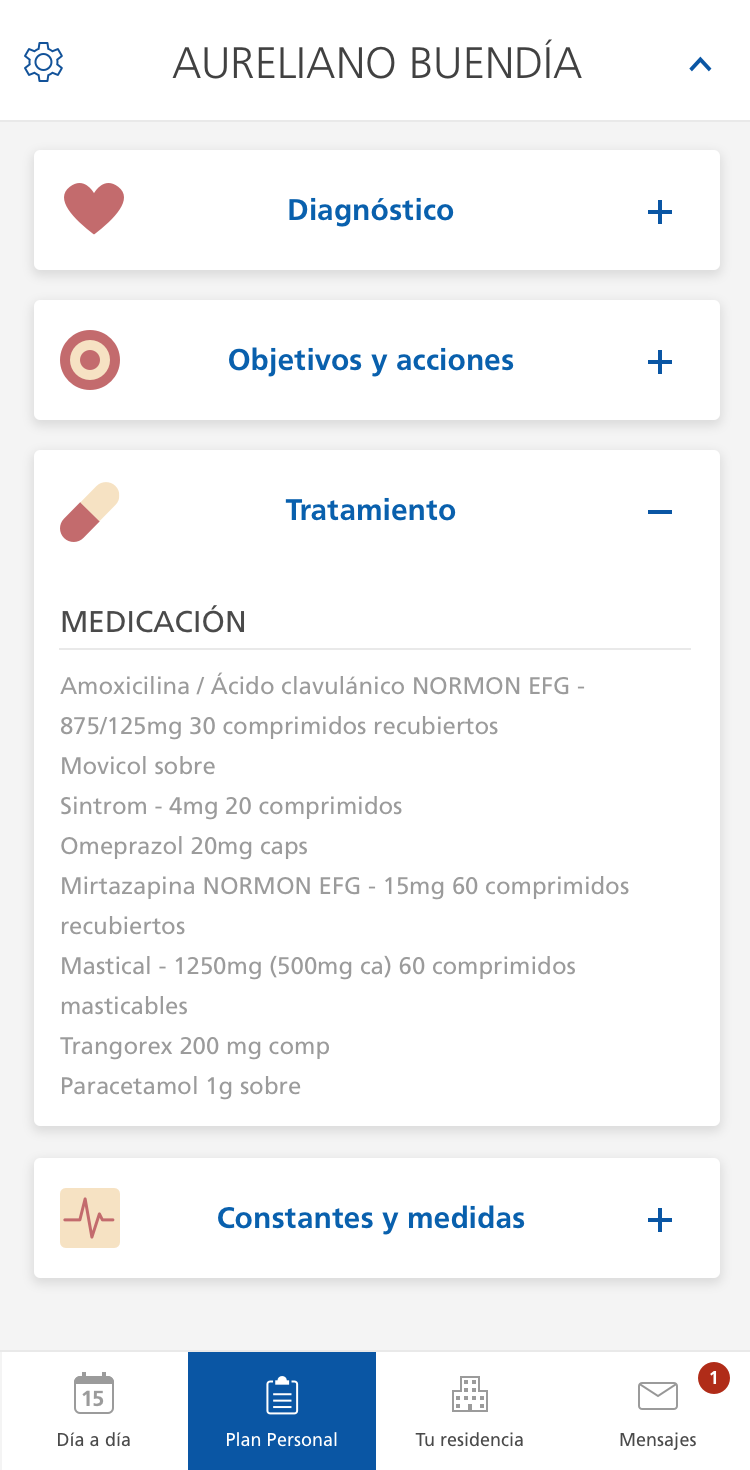 AURELIANO BUENDÍA
Diagnóstico
Objetivos y acciones
Tratamiento
MEDICACIÓN
Amoxicilina / Ácido clavulánico NORMON EFG -
875/125mg 30 comprimidos recubiertos
Movicol sobre
Sintrom - 4mg 20 comprimidos
Omeprazol 20mg caps
Mirtazapina NORMON EFG - 15mg 60 comprimidos
recubiertos
Mastical - 1250mg (500mg ca) 60 comprimidos
masticables
Trangorex 200 mg comp
Paracetamol 1g sobre
Constantes y medidas
15
1
Día a día
Plan Personal
Tu residencia
Mensajes